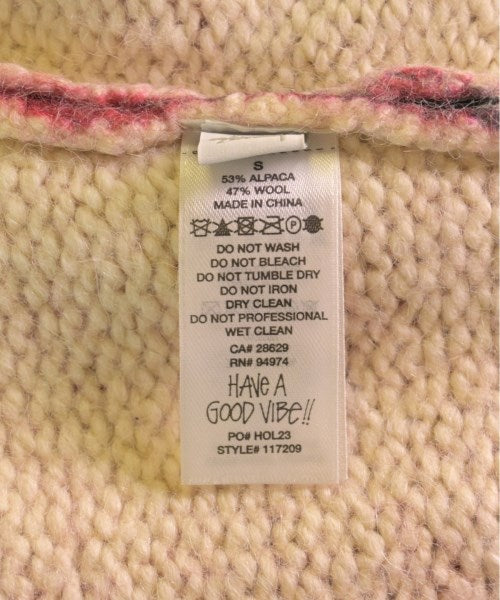 S
53% ALPACA
47% WOOL
MADE IN CHINA
P
DO NOT WASH
DO NOT BLEACH
DO NOT TUMBLE DRY
DO NOT IRON
DRY CLEAN
DO NOT PROFESSIONAL
WET CLEAN
CA# 28629
RN# 94974
HAVE A
GOOD VIBE!!
PO# HOL23
STYLE# 117209